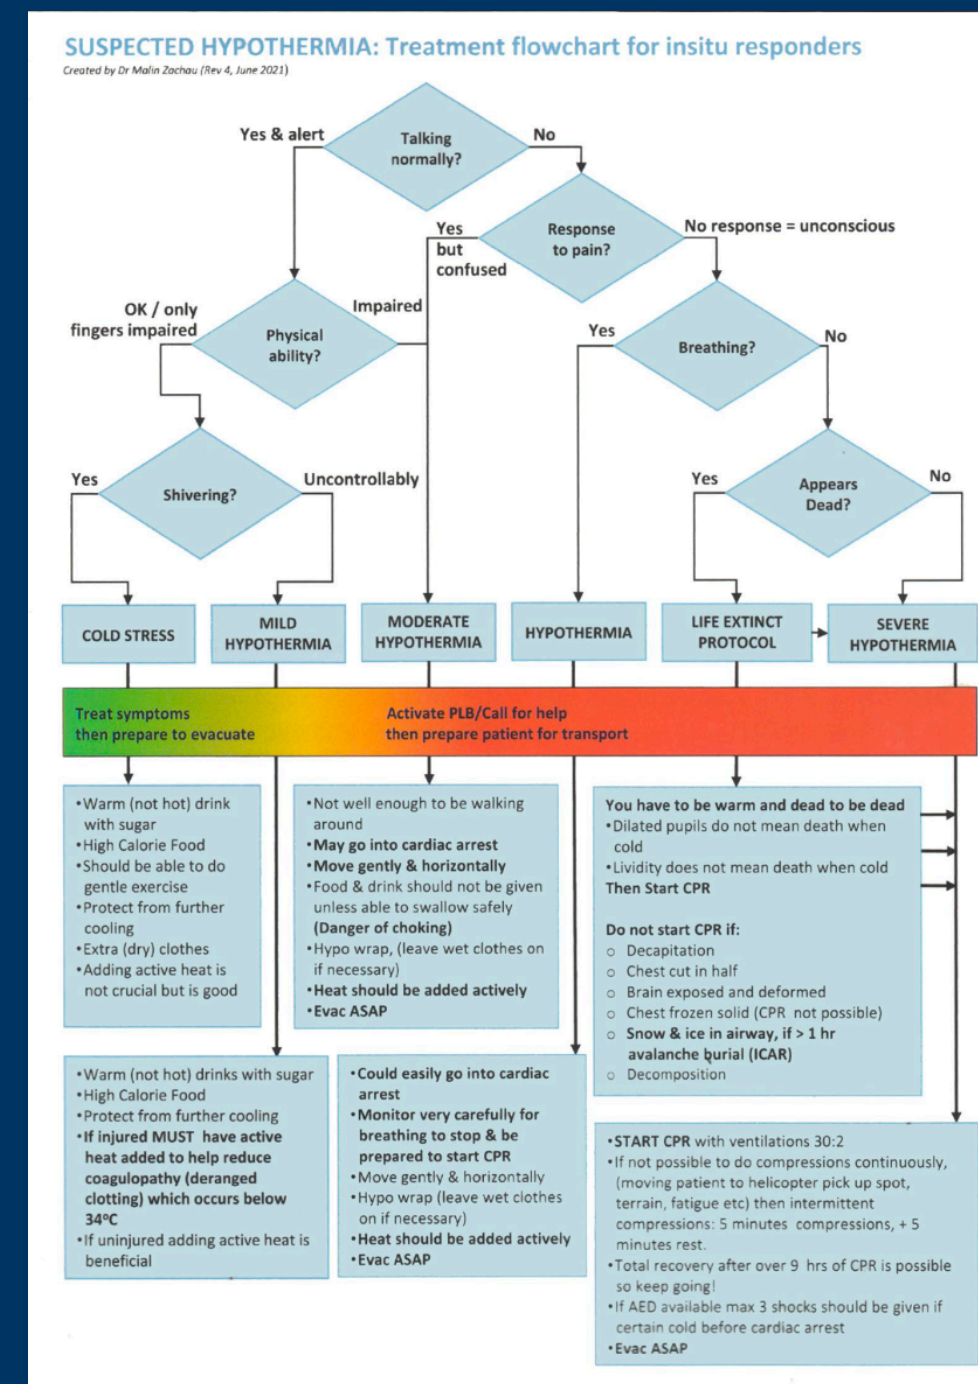 SUSPECTED HYPOTHERMIA: Treatment flowchart for insitu responders
Created by Dr Malin Zachau (Rev 4, June 2021)
Yes & alert
Talking
normally?
No
Yes
but
confused
Response
to pain?
No response = unconscious
OK / only
fingers impaired
Physical
ability?
Impaired
Yes
Breathing?
No
Yes
Shivering?
Uncontrollably
Yes
Appears
Dead?
No
COLD STRESS
MILD
HYPOTHERMIA
MODERATE
HYPOTHERMIA
HYPOTHERMIA
LIFE EXTINCT
PROTOCOL
SEVERE
HYPOTHERMIA
Treat symptoms
then prepare to evacuate
Activate PLB/Call for help
then prepare patient for transport
•Warm (not hot) drink
with sugar
•High Calorie Food
•Should be able to do
gentle exercise
•Protect from further
cooling
•Extra (dry) clothes
•Adding active heat is
not crucial but is good
•Not well enough to be walking
around
•May go into cardiac arrest
•Move gently & horizontally
•Food & drink should not be given
unless able to swallow safely
(Danger of choking)
•Hypo wrap, (leave wet clothes on
if necessary)
•Heat should be added actively
•Evac ASAP
You have to be warm and dead to be dead
•Dilated pupils do not mean death when
cold
•Lividity does not mean death when cold
Then Start CPR
Do not start CPR if:
o Decapitation
o Chest cut in half
o Brain exposed and deformed
o Chest frozen solid (CPR not possible)
o Snow & ice in airway, if > 1 hr
avalanche burial (ICAR)
o Decomposition
•Warm (not hot) drinks with sugar
•High Calorie Food
•Protect from further cooling
•If injured MUST have active
heat added to help reduce
coagulopathy (deranged
clotting) which occurs below
34ºC
•If uninjured adding active heat is
beneficial
•Could easily go into cardiac
arrest
•Monitor very carefully for
breathing to stop & be
prepared to start CPR
•Move gently & horizontally
•Hypo wrap (leave wet clothes
on if necessary)
•Heat should be added actively
•Evac ASAP
•START CPR with ventilations 30:2
•If not possible to do compressions continuously,
(moving patient to helicopter pick up spot,
terrain, fatigue etc) then intermittent
compressions: 5 minutes compressions, + 5
minutes rest.
•Total recovery after over 9 hrs of CPR is possible
so keep going!
•If AED available max 3 shocks should be given if
certain cold before cardiac arrest
•Evac ASAP